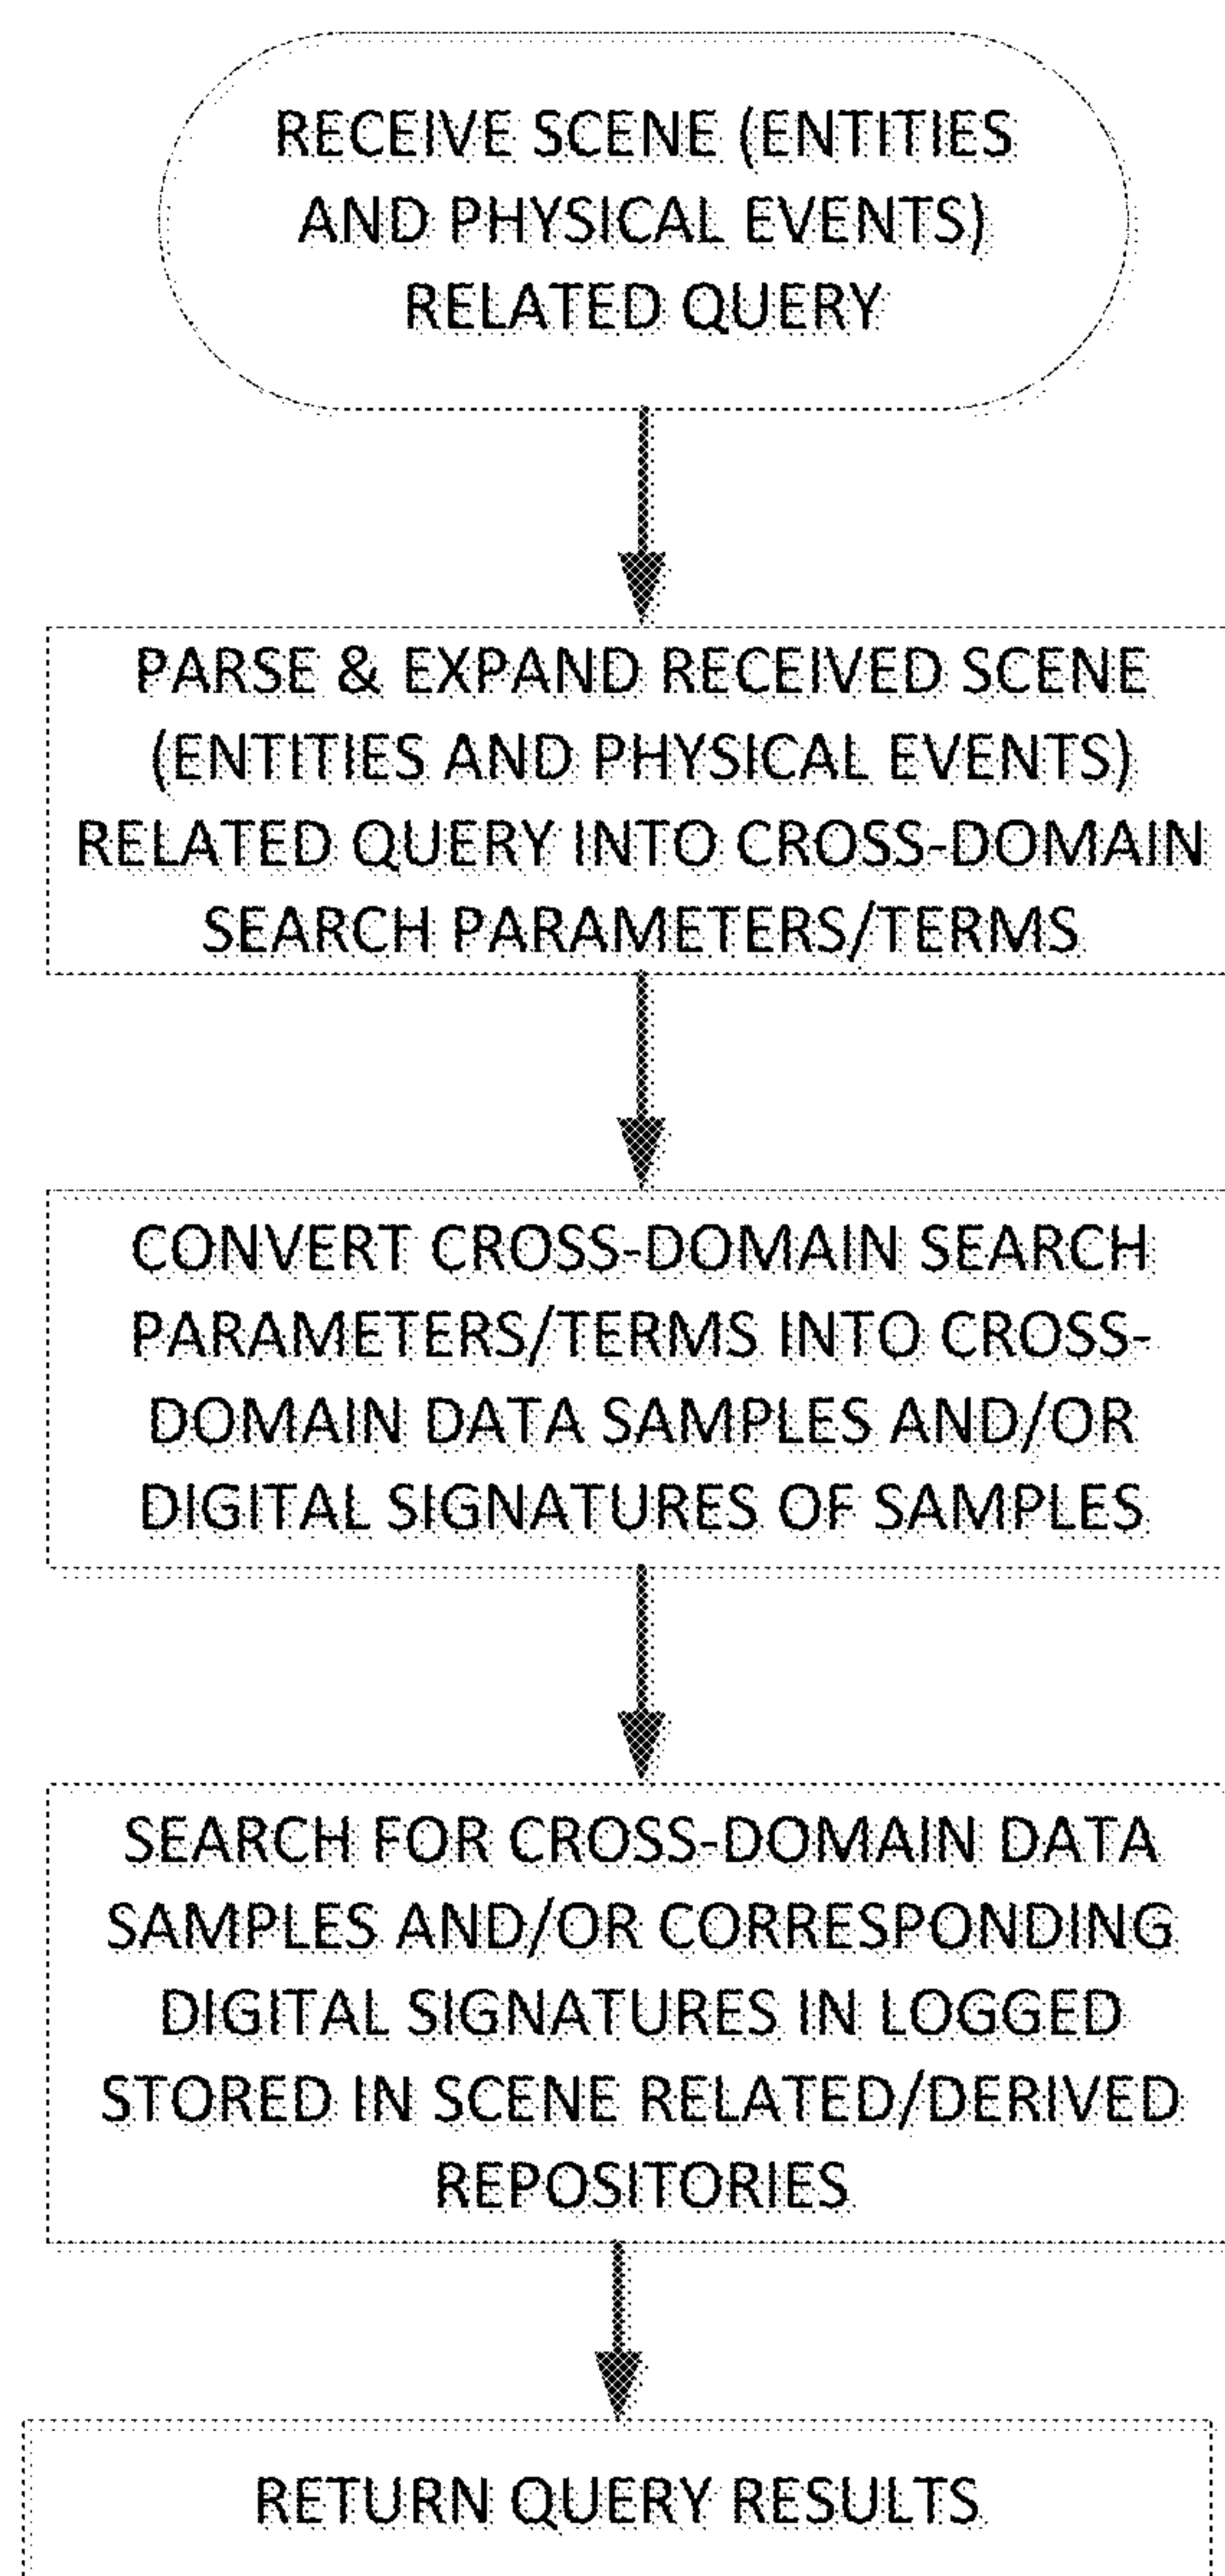 RECEIVE SCENE (ENTITIES
AND PHYSICAL EVENTS)
RELATED QUERY
PARSE & EXPAND RECEIVED SCENE
(ENTITIES AND PHYSICAL EVENTS)
RELATED QUERY INTO CROSS-DOMAIN
SEARCH PARAMETERS/TERMS
CONVERT CROSS-DOMAIN SEARCH
PARAMETERS/TERMS INTO CROSS-
DOMAIN DATA SAMPLES AND/OR
DIGITAL SIGNATURES OF SAMPLES
SEARCH FOR CROSS-DOMAIN DATA
SAMPLES AND/OR CORRESPONDING
DIGITAL SIGNATURES IN LOGGED
STORED IN SCENE RELATED/DERIVED
REPOSITORIES
RETURN QUERY RESULTS